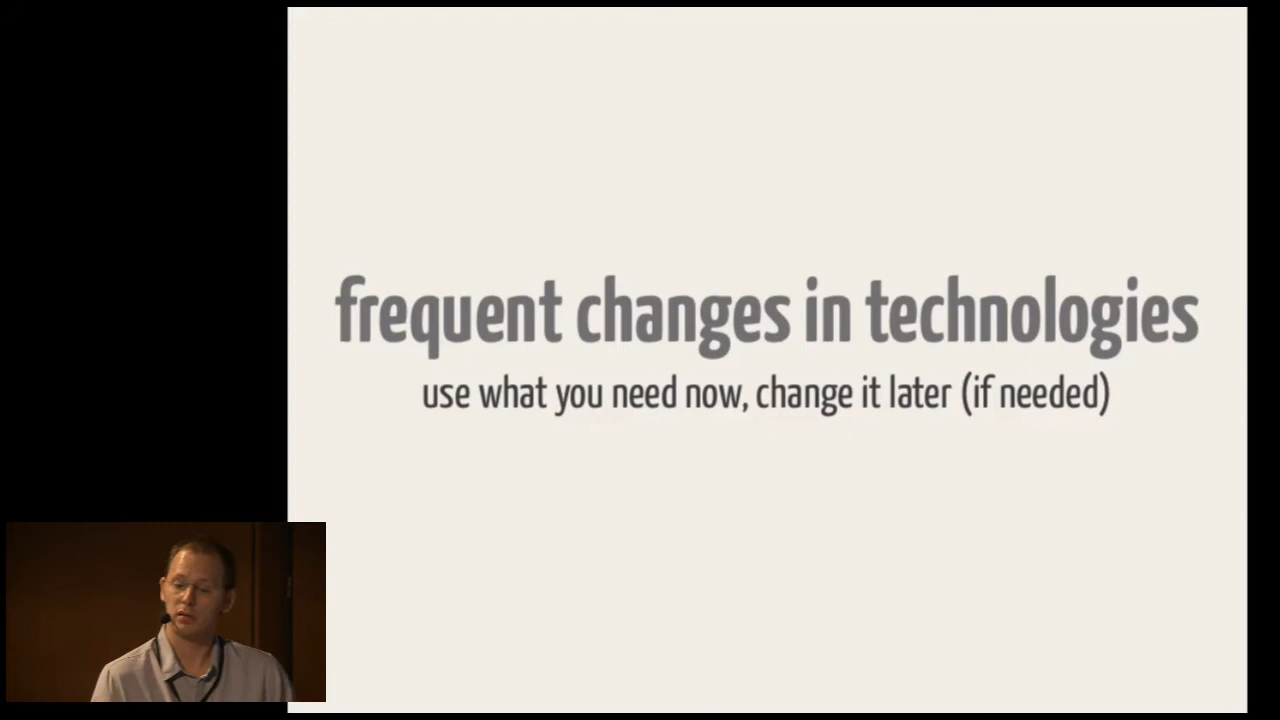 frequent changes in technologies
use what you need now, change it later (if needed)